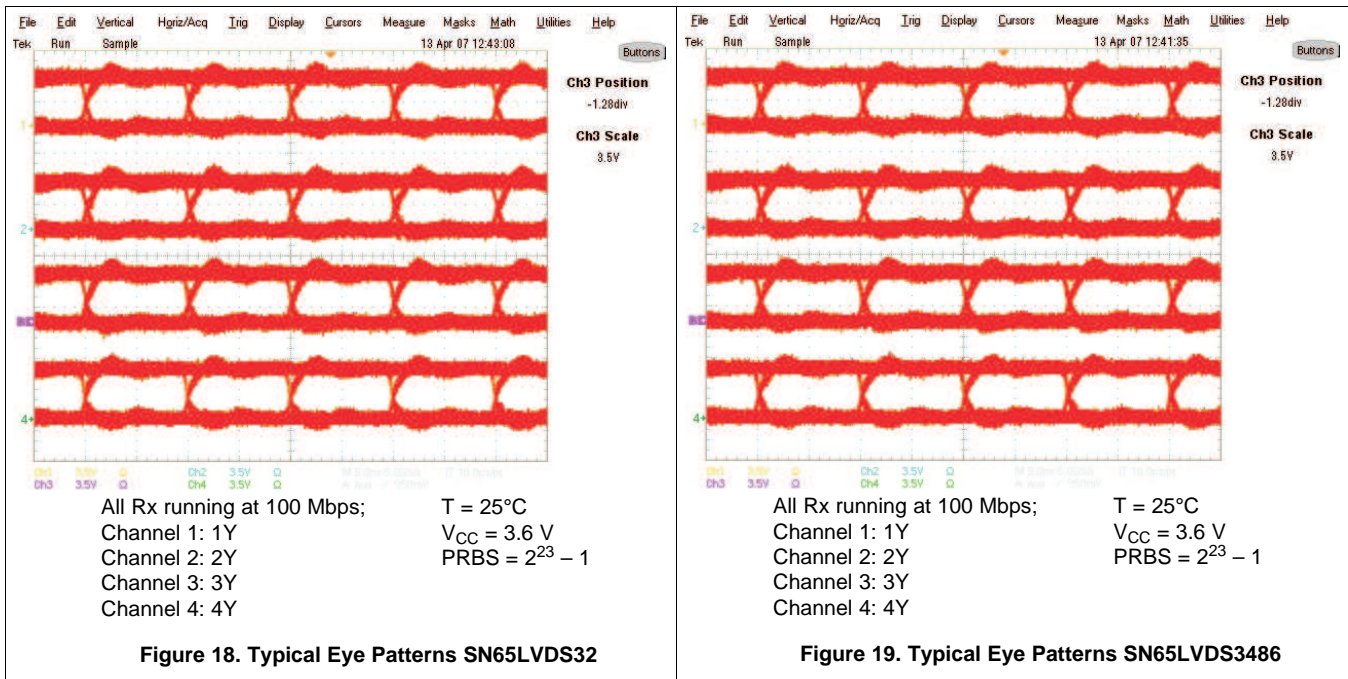 File Edit Vertical Horiz/Acq Trig Display Cursors Measure Masks Math Utilities Help
Tek Run Sample 13 Apr 07 12:43:08
Buttons
Ch3 Position
-1.28div
Ch3 Scale
3.5V
1
2
4
Ch1 3.5V Ω Ch2 3.5V Ω
Ch3 3.5V Ω Ch4 3.5V Ω
All Rx running at 100 Mbps; T = 25°C
Channel 1: 1Y VCC = 3.6 V
Channel 2: 2Y PRBS = 2^23 – 1
Channel 3: 3Y
Channel 4: 4Y
Figure 18. Typical Eye Patterns SN65LVDS32
File Edit Vertical Horiz/Acq Trig Display Cursors Measure Masks Math Utilities Help
Tek Run Sample 13 Apr 07 12:41:35
Buttons
Ch3 Position
-1.28div
Ch3 Scale
3.5V
1
2
4
Ch1 3.5V Ω Ch2 3.5V Ω
Ch3 3.5V Ω Ch4 3.5V Ω
All Rx running at 100 Mbps; T = 25°C
Channel 1: 1Y VCC = 3.6 V
Channel 2: 2Y PRBS = 2^23 – 1
Channel 3: 3Y
Channel 4: 4Y
Figure 19. Typical Eye Patterns SN65LVDS3486